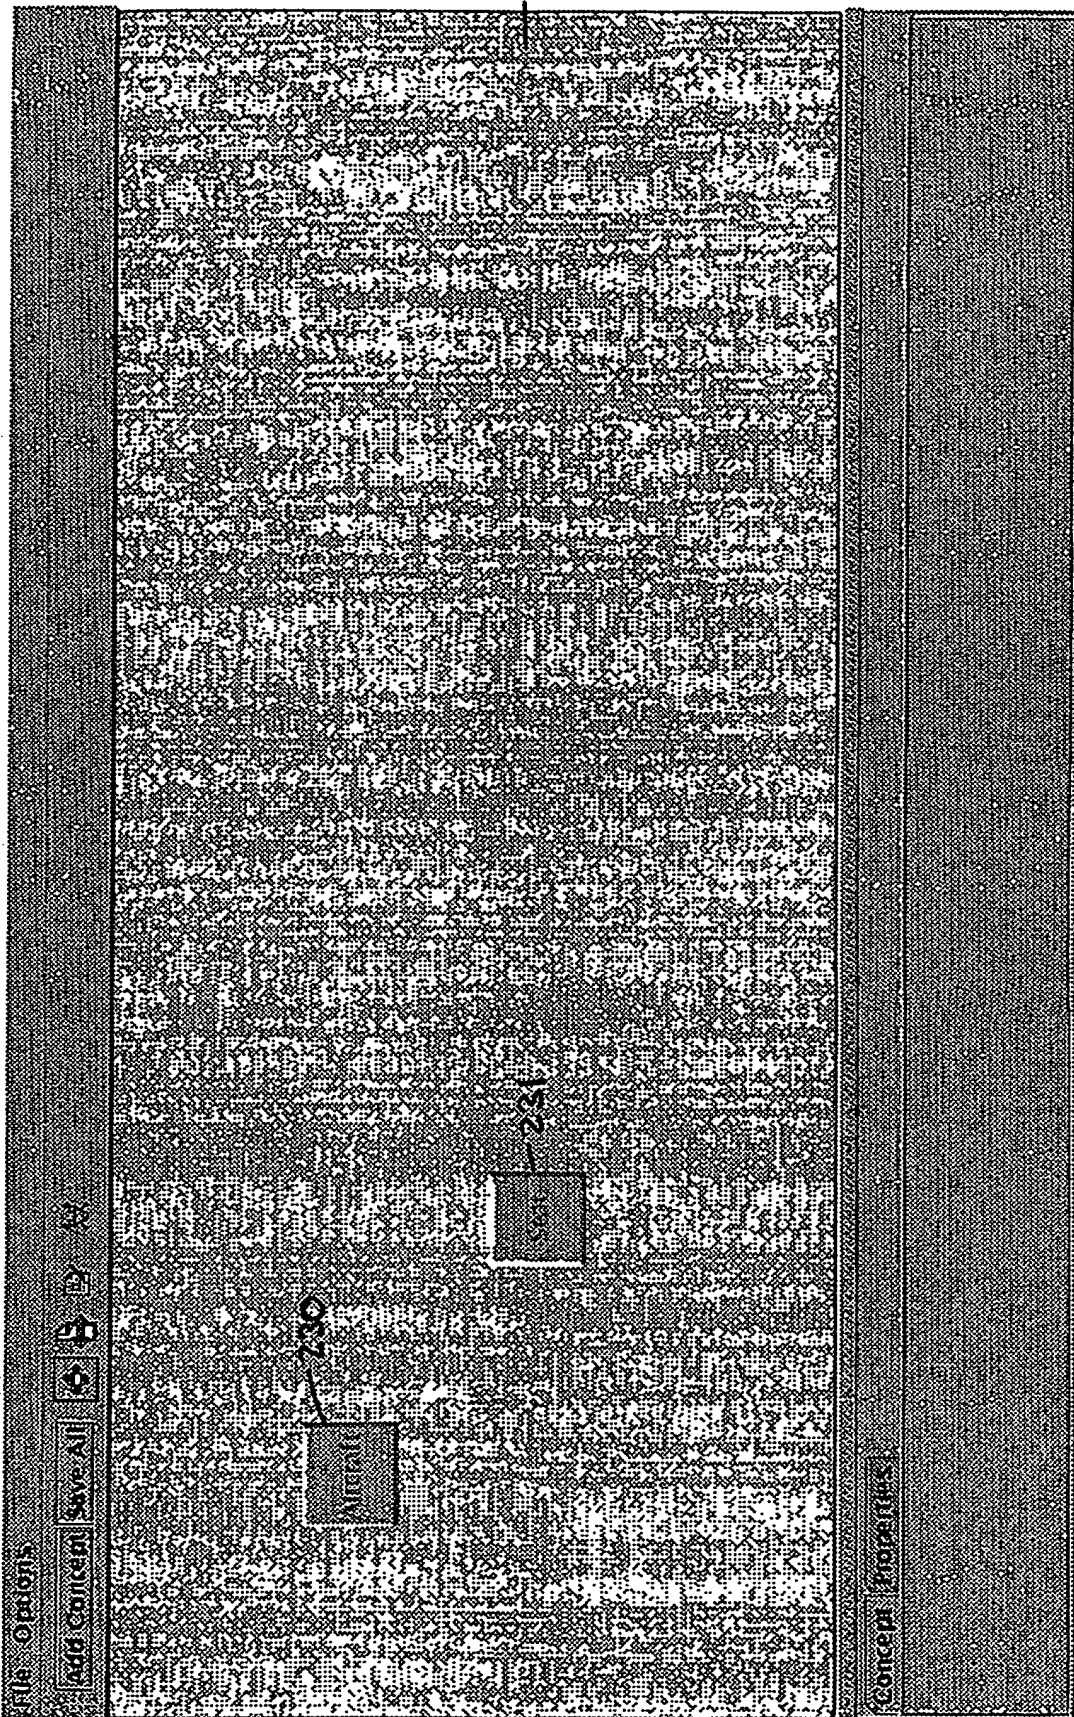 File Options
Add Concept Save All
230
Aircraft
231
Concept Properties